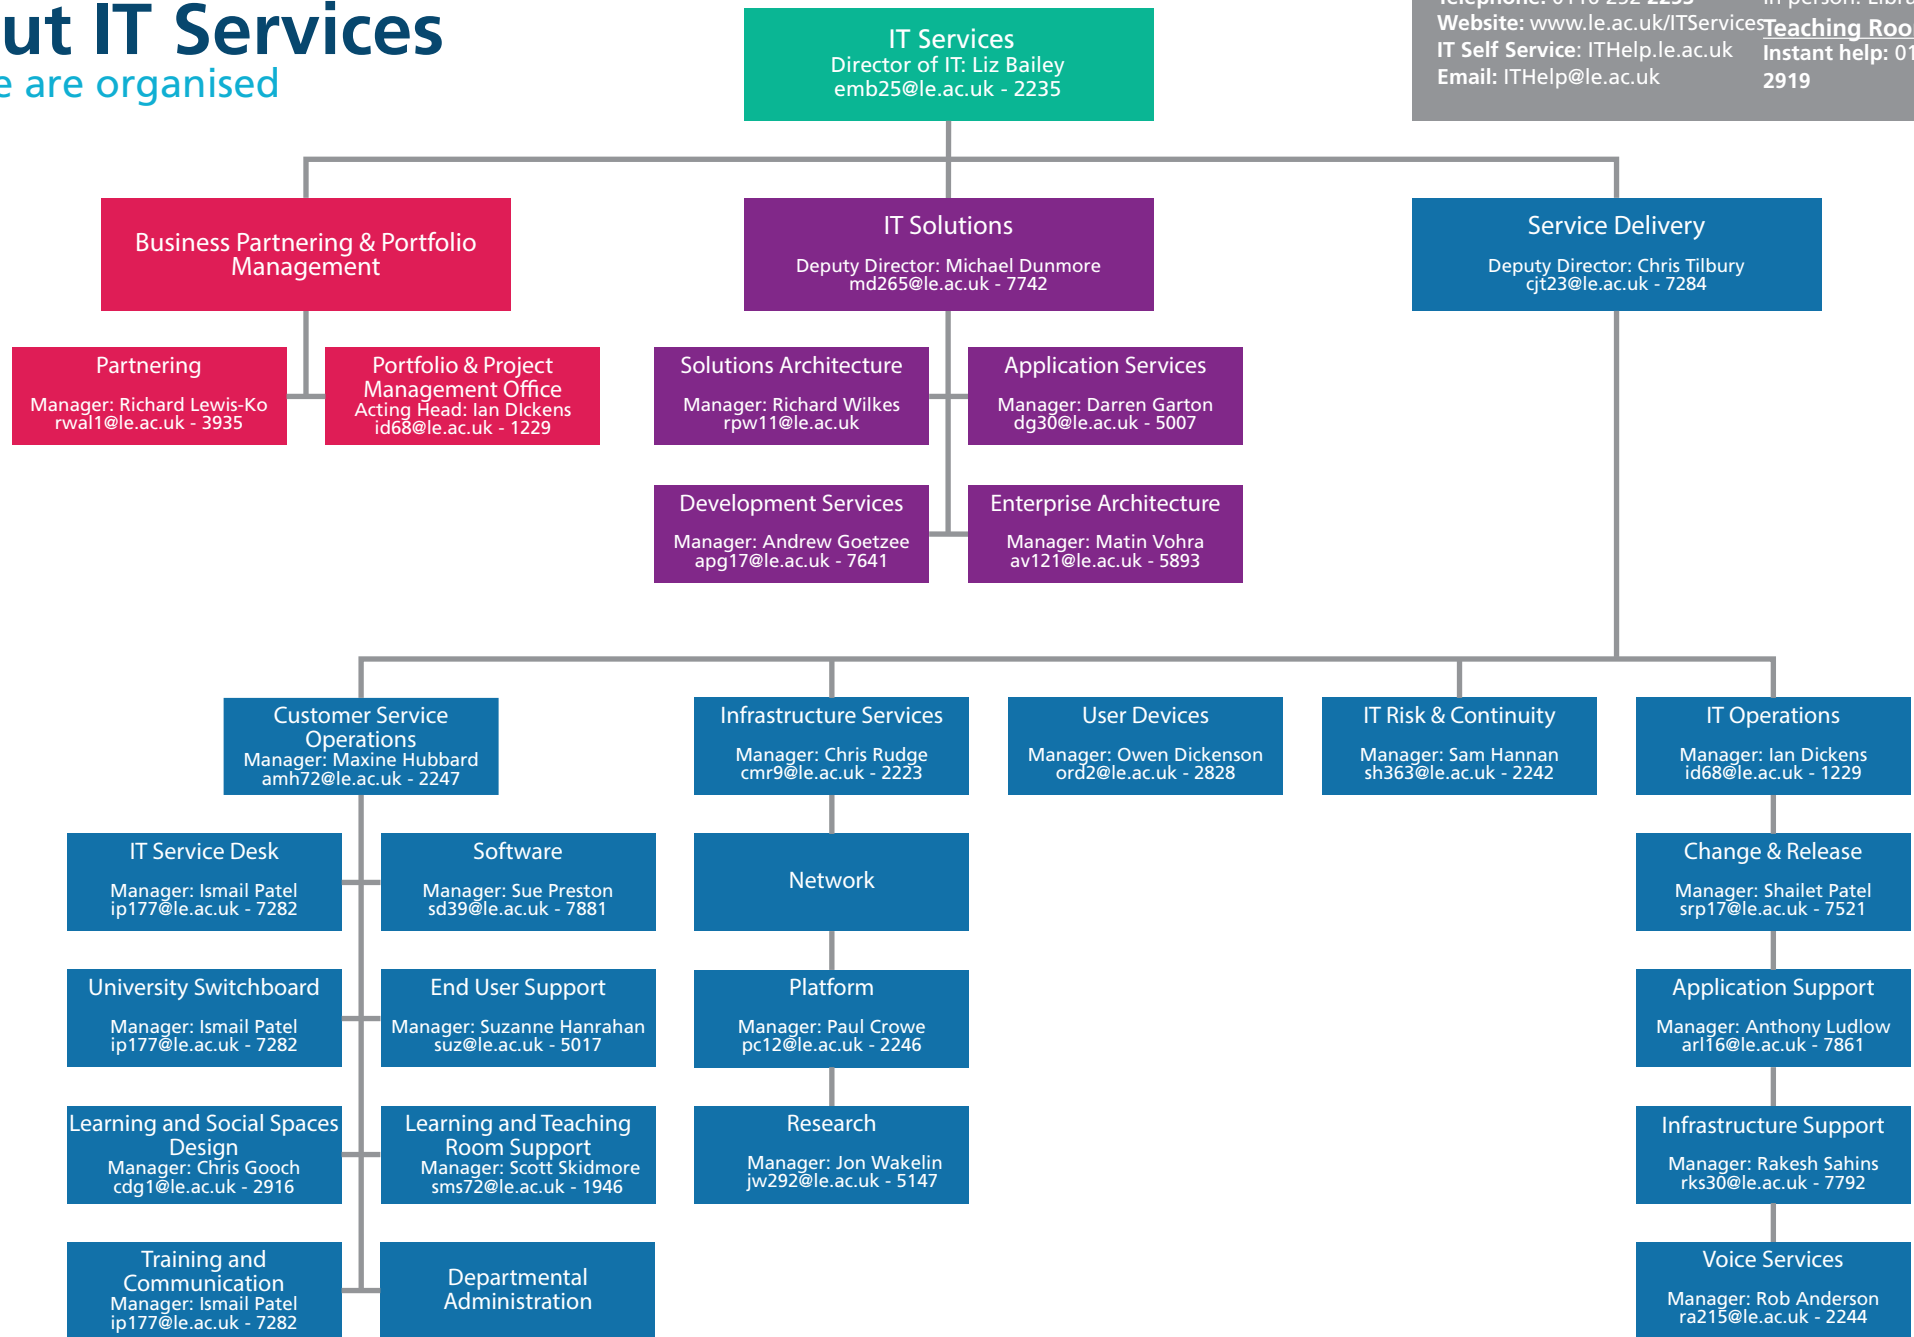 ut IT Services
e are organised
IT Services
Director of IT: Liz Bailey
emb25@le.ac.uk - 2235
Website: www.le.ac.uk/ITServices
IT Self Service: ITHelp.le.ac.uk
Email: ITHelp@le.ac.uk
Teaching Roo
Instant help: 01
2919
Business Partnering & Portfolio
Management
IT Solutions
Deputy Director: Michael Dunmore
md265@le.ac.uk - 7742
Service Delivery
Deputy Director: Chris Tilbury
cjt23@le.ac.uk - 7284
Partnering
Manager: Richard Lewis-Ko
rwal1@le.ac.uk - 3935
Portfolio & Project
Management Office
Acting Head: Ian DIckens
id68@le.ac.uk - 1229
Solutions Architecture
Manager: Richard Wilkes
rpw11@le.ac.uk
Application Services
Manager: Darren Garton
dg30@le.ac.uk - 5007
Development Services
Manager: Andrew Goetzee
apg17@le.ac.uk - 7641
Enterprise Architecture
Manager: Matin Vohra
av121@le.ac.uk - 5893
Customer Service
Operations
Manager: Maxine Hubbard
amh72@le.ac.uk - 2247
Infrastructure Services
Manager: Chris Rudge
cmr9@le.ac.uk - 2223
User Devices
Manager: Owen Dickenson
ord2@le.ac.uk - 2828
IT Risk & Continuity
Manager: Sam Hannan
sh363@le.ac.uk - 2242
IT Operations
Manager: Ian Dickens
id68@le.ac.uk - 1229
IT Service Desk
Manager: Ismail Patel
ip177@le.ac.uk - 7282
Software
Manager: Sue Preston
sd39@le.ac.uk - 7881
Network
Change & Release
Manager: Shailet Patel
srp17@le.ac.uk - 7521
University Switchboard
Manager: Ismail Patel
ip177@le.ac.uk - 7282
End User Support
Manager: Suzanne Hanrahan
suz@le.ac.uk - 5017
Platform
Manager: Paul Crowe
pc12@le.ac.uk - 2246
Application Support
Manager: Anthony Ludlow
arl16@le.ac.uk - 7861
Learning and Social Spaces
Design
Manager: Chris Gooch
cdg1@le.ac.uk - 2916
Learning and Teaching
Room Support
Manager: Scott Skidmore
sms72@le.ac.uk - 1946
Research
Manager: Jon Wakelin
jw292@le.ac.uk - 5147
Infrastructure Support
Manager: Rakesh Sahins
rks30@le.ac.uk - 7792
Training and
Communication
Manager: Ismail Patel
ip177@le.ac.uk - 7282
Departmental
Administration
Voice Services
Manager: Rob Anderson
ra215@le.ac.uk - 2244